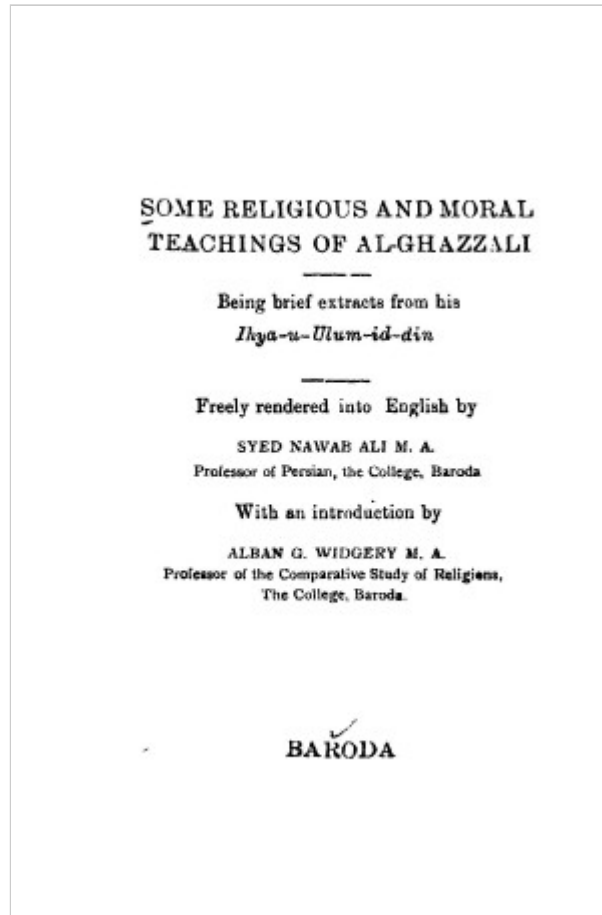 SOME RELIGIOUS AND MORAL
TEACHINGS OF AL-GHAZZALI
Being brief extracts from his
Ihya-u-Ulum-id-din
Freely rendered into English by
SYED NAWAB ALI M. A.
Professor of Persian, the College, Baroda
With an introduction by
ALBAN G. WIDGERY M. A.
Professor of the Comparative Study of Religions,
The College, Baroda.
BARODA